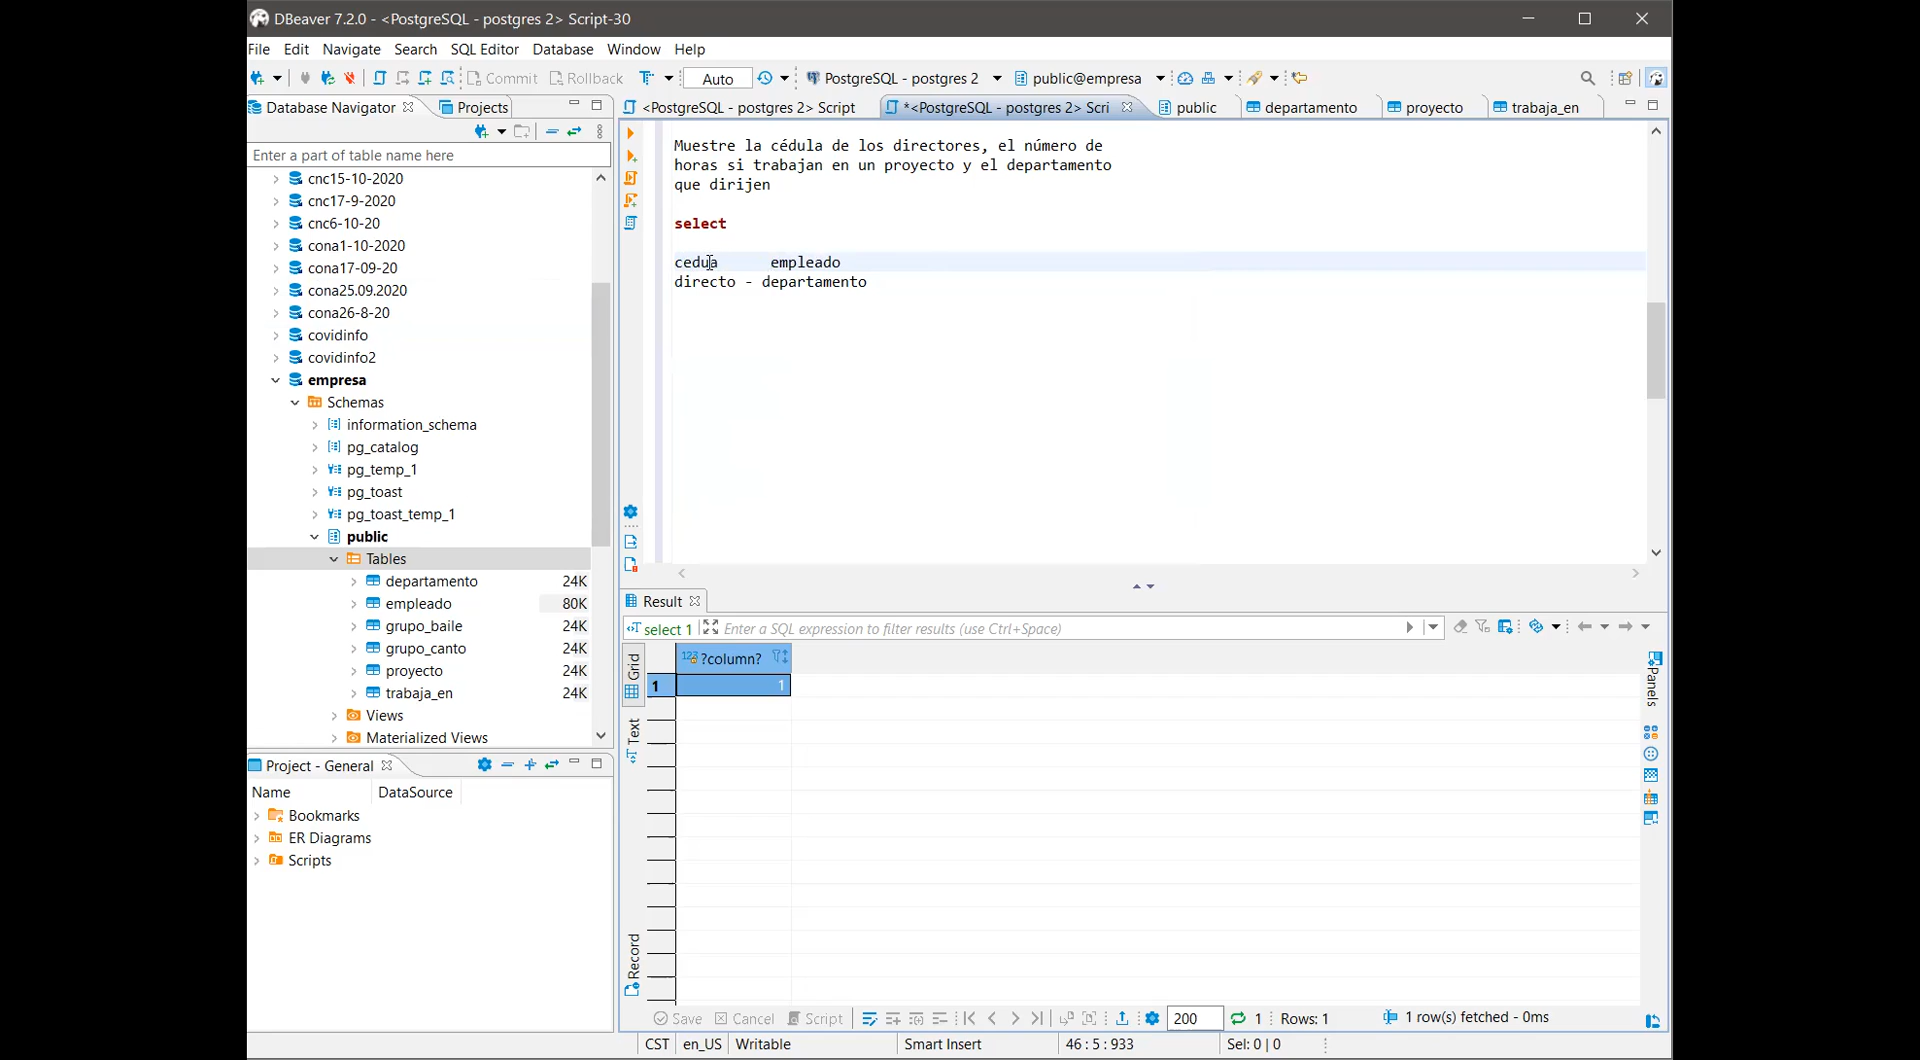 DBeaver 7.2.0 - <PostgreSQL - postgres 2> Script-30
File Edit Navigate Search SQL Editor Database Window Help
Commit Rollback Auto PostgreSQL - postgres 2 public@empresa
Database Navigator Projects
<PostgreSQL - postgres 2> Script *<PostgreSQL - postgres 2> Scri public departamento proyecto trabaja_en
Enter a part of table name here
cnc15-10-2020
cnc17-9-2020
cnc6-10-20
cona1-10-2020
cona17-09-20
cona25.09.2020
cona26-8-20
covidinfo
covidinfo2
empresa
Schemas
information_schema
pg_catalog
pg_temp_1
pg_toast
pg_toast_temp_1
public
Tables
departamento 24K
empleado 80K
grupo_baile 24K
grupo_canto 24K
proyecto 24K
trabaja_en 24K
Views
Materialized Views
Project - General
Name DataSource
Bookmarks
ER Diagrams
Scripts
Muestre la cédula de los directores, el número de
horas si trabajan en un proyecto y el departamento
que dirijen
select
cedua empleado
directo - departamento
Result
select 1 Enter a SQL expression to filter results (use Ctrl+Space)
Grid
Text
Record
123 ?column?
1 1
Panels
Save Cancel Script 200 1 Rows: 1 1 row(s) fetched - 0ms
CST en_US Writable Smart Insert 46 : 5 : 933 Sel: 0 | 0